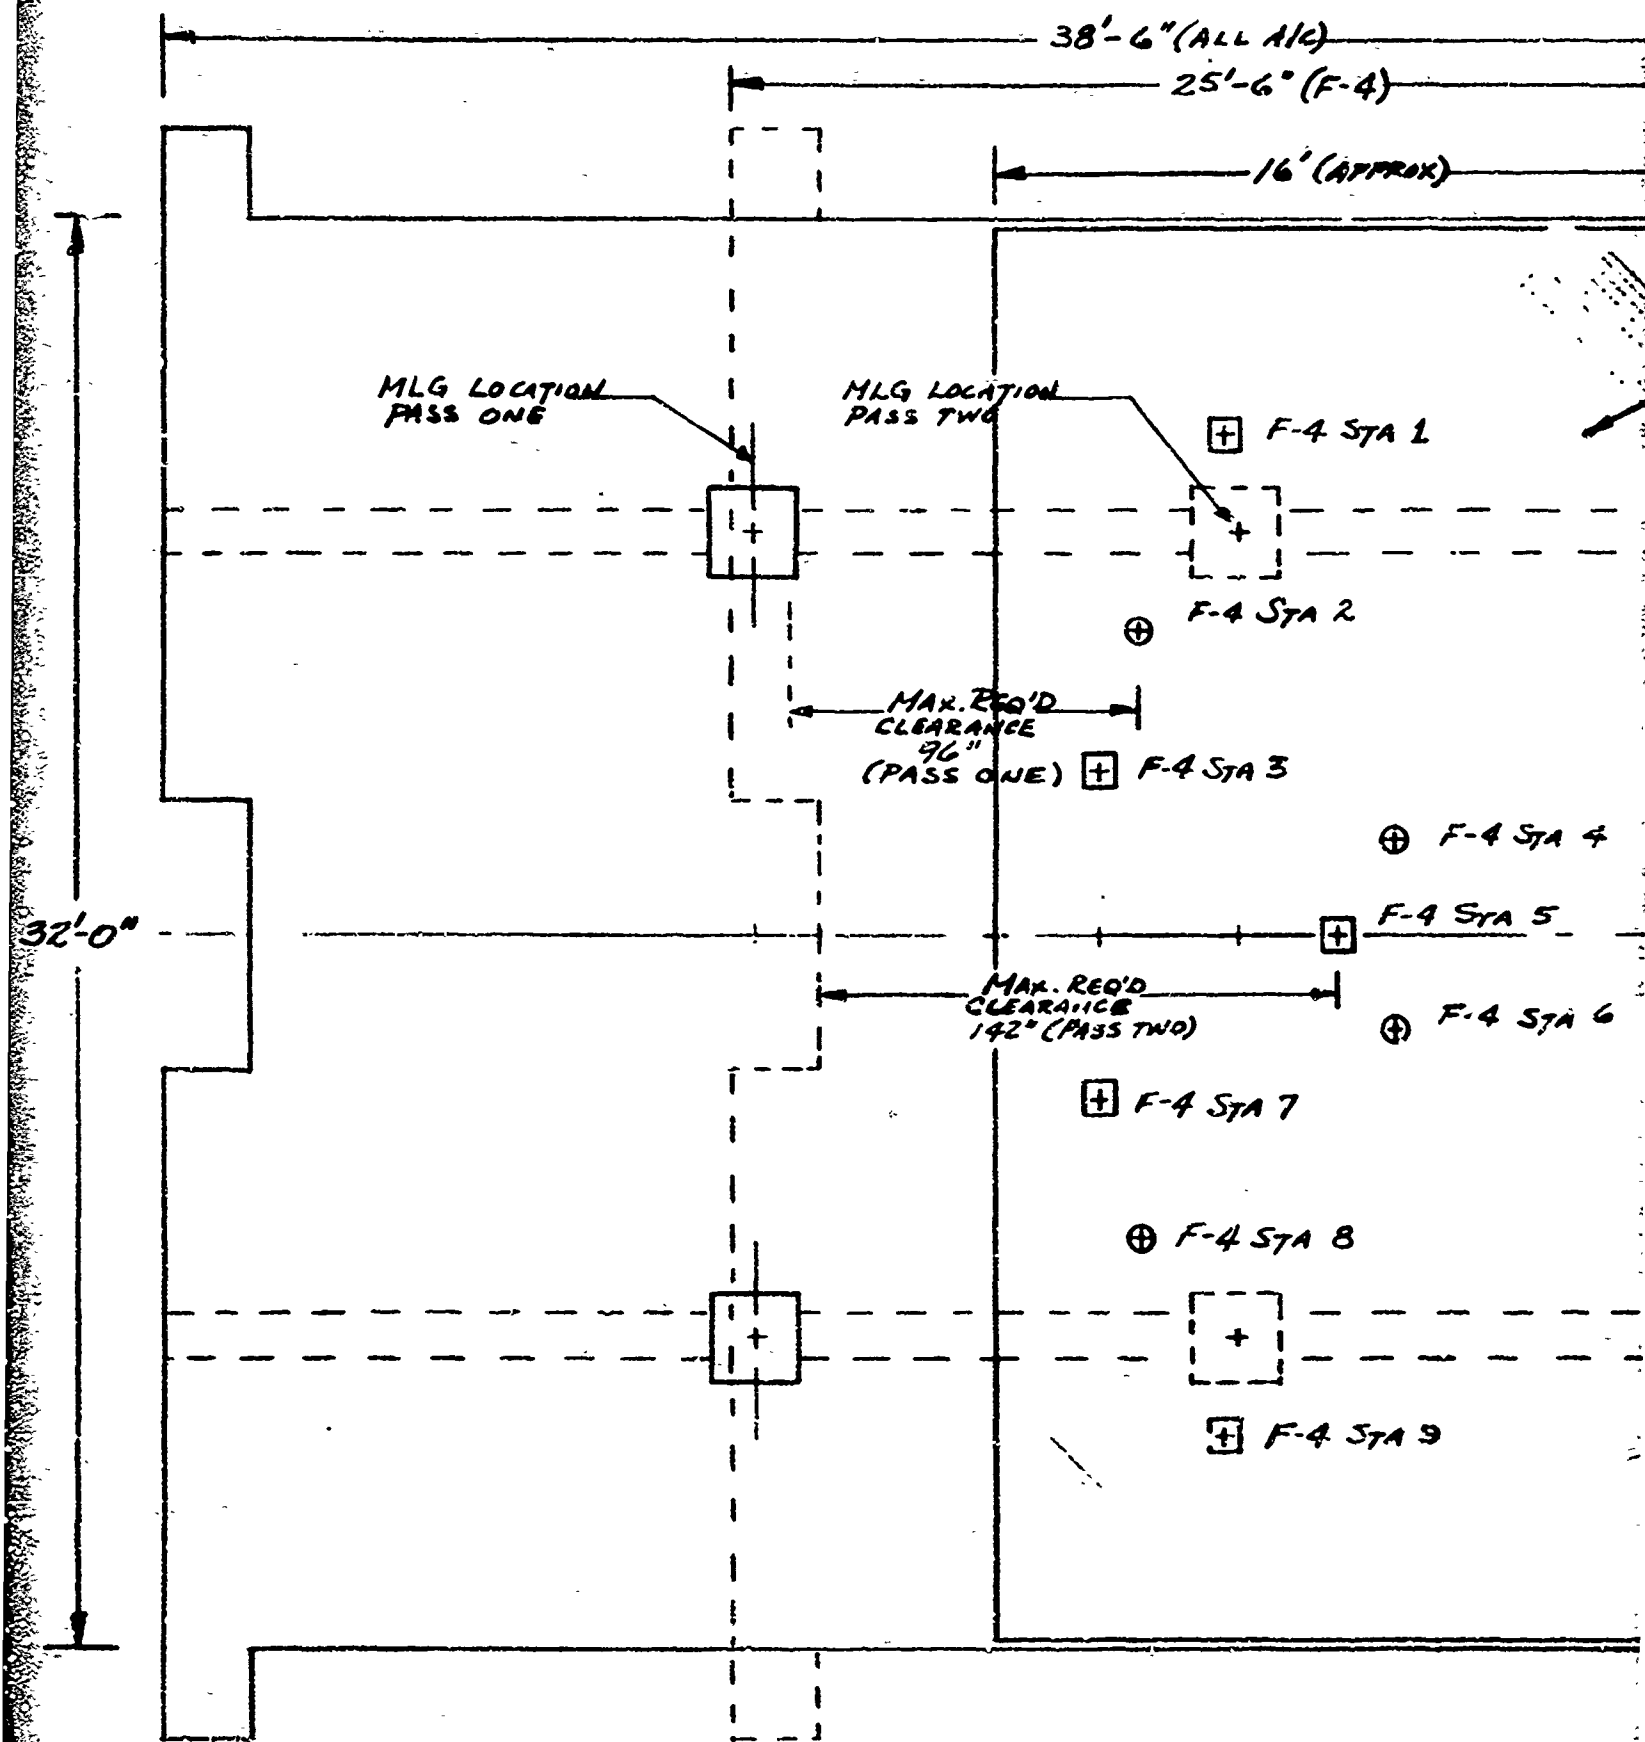 38'-6" (ALL A/C)
25'-6" (F-4)
16' (APPROX)
MLG LOCATION
PASS ONE
MLG LOCATION
PASS TWO
F-4 STA 1
F-4 STA 2
MAX. REQ'D
CLEARANCE
96"
(PASS ONE)
F-4 STA 3
F-4 STA 4
32'-0"
F-4 STA 5
MAX. REQ'D
CLEARANCE
142" (PASS TWO)
F-4 STA 6
F-4 STA 7
F-4 STA 8
F-4 STA 9